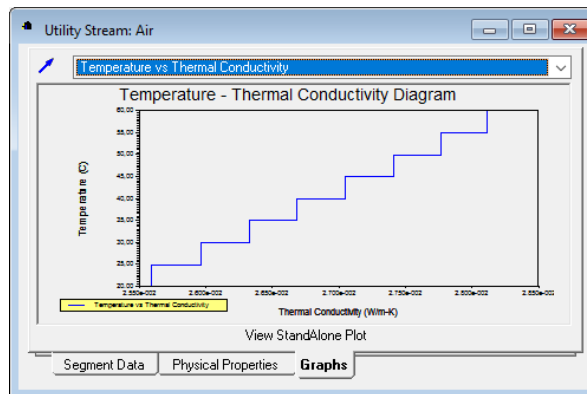 Utility Stream: Air
Temperature vs Thermal Conductivity
Temperature - Thermal Conductivity Diagram
60.00
55.00
50.00
45.00
40.00
35.00
30.00
25.00
20.00
Temperature (C)
2.550e-002 2.600e-002 2.650e-002 2.700e-002 2.750e-002 2.800e-002 2.850e-002
Temperature vs Thermal Conductivity
Thermal Conductivity (W/m-K)
View StandAlone Plot
Segment Data Physical Properties Graphs